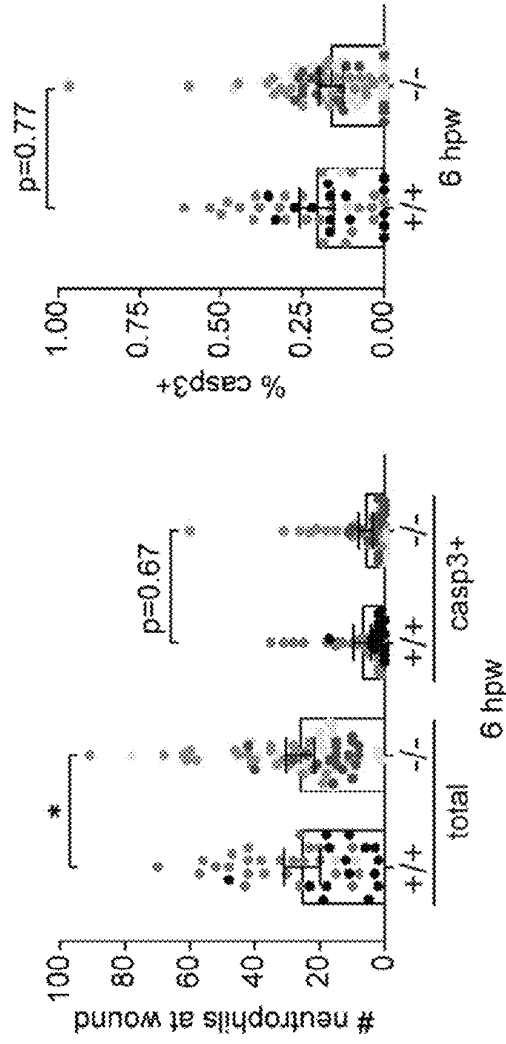 # neutrophils at wound
100
80
60
40
20
0
*
p=0.67
+/+
-/-
+/+
-/-
total
casp3+
6 hpw
% casp3+
1.00
0.75
0.50
0.25
0.00
p=0.77
+/+
-/-
6 hpw